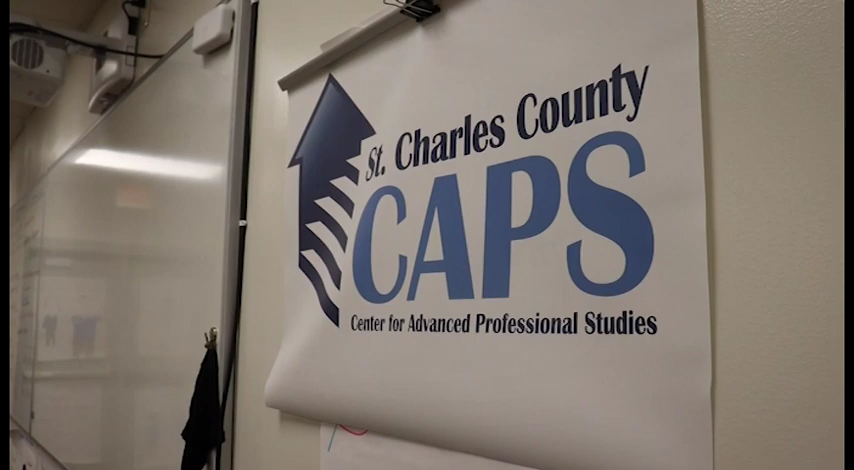 St. Charles County
CAPS
Center for Advanced Professional Studies